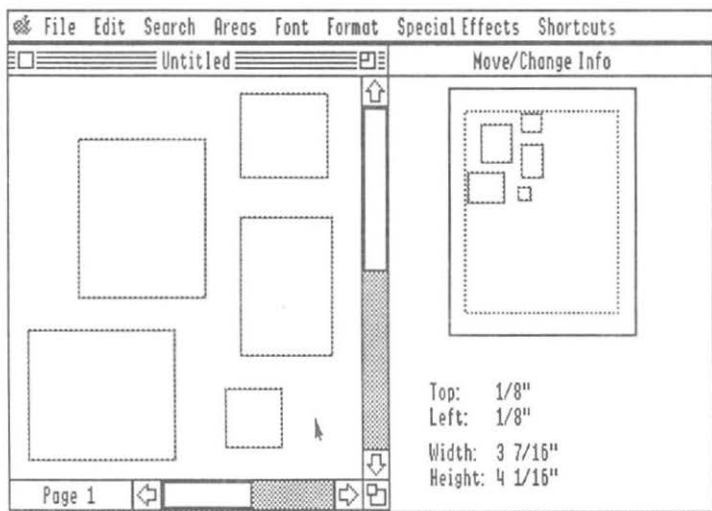 File Edit Search Areas Font Format Special Effects Shortcuts
Untitled
Move/Change Info
Top: 1/8"
Left: 1/8"
Width: 3 7/16"
Height: 4 1/16"
Page 1